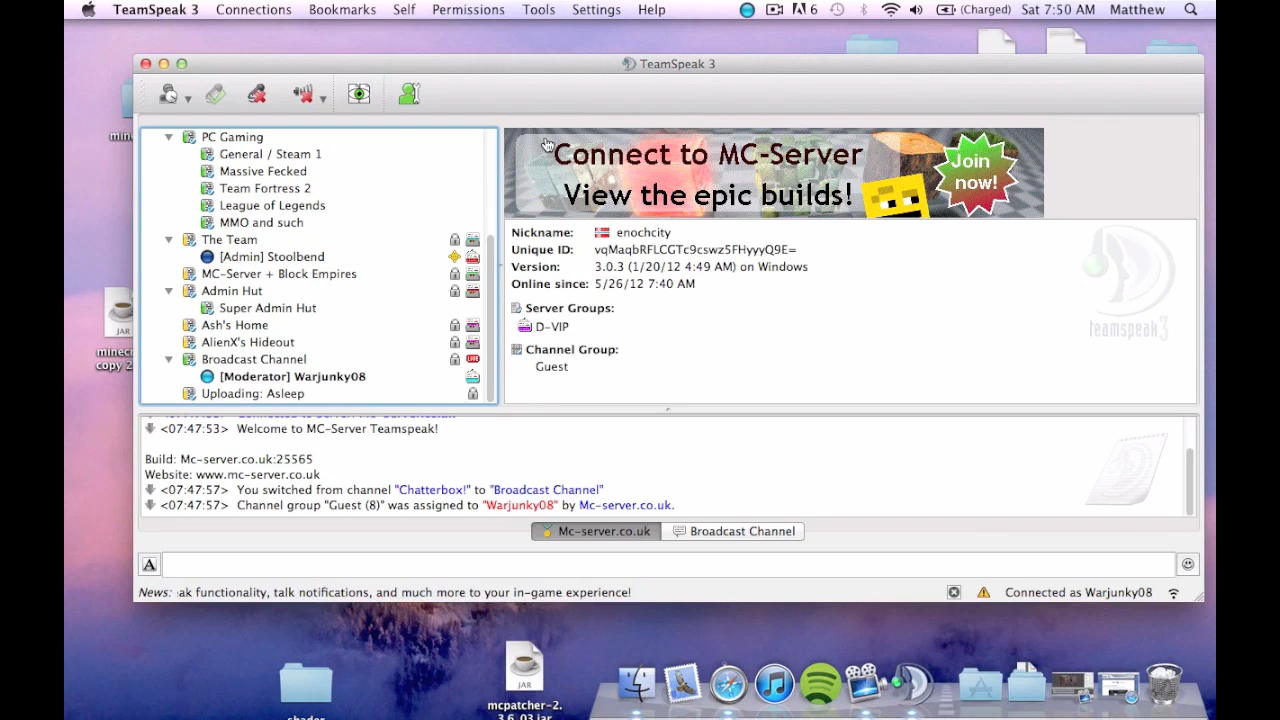 TeamSpeak 3 Connections Bookmarks Self Permissions Tools Settings Help 6 (Charged) Sat 7:50 AM Matthew
TeamSpeak 3
PC Gaming
General / Steam 1
Massive Fecked
Team Fortress 2
League of Legends
MMO and such
The Team
[Admin] Stoolbend
MC-Server + Block Empires
Admin Hut
Super Admin Hut
Ash's Home
AlienX's Hideout
Broadcast Channel
[Moderator] Warjunky08
Uploading: Asleep
Connect to MC-Server
View the epic builds!
Join
now!
Nickname: enochcity
Unique ID: vqMaqbRFLCGTc9cswz5FHyyyQ9E=
Version: 3.0.3 (1/20/12 4:49 AM) on Windows
Online since: 5/26/12 7:40 AM
Server Groups:
D-VIP
Channel Group:
Guest
teamspeak3
<07:47:53> Welcome to MC-Server Teamspeak!
Build: Mc-server.co.uk:25565
Website: www.mc-server.co.uk
<07:47:57> You switched from channel "Chatterbox!" to "Broadcast Channel"
<07:47:57> Channel group "Guest (8)" was assigned to "Warjunky08" by Mc-server.co.uk.
Mc-server.co.uk Broadcast Channel
A
News: ak functionality, talk notifications, and much more to your in-game experience!
Connected as Warjunky08
JAR
copy 2
JAR
mcpatcher-2.
3.6_03.jar
shader